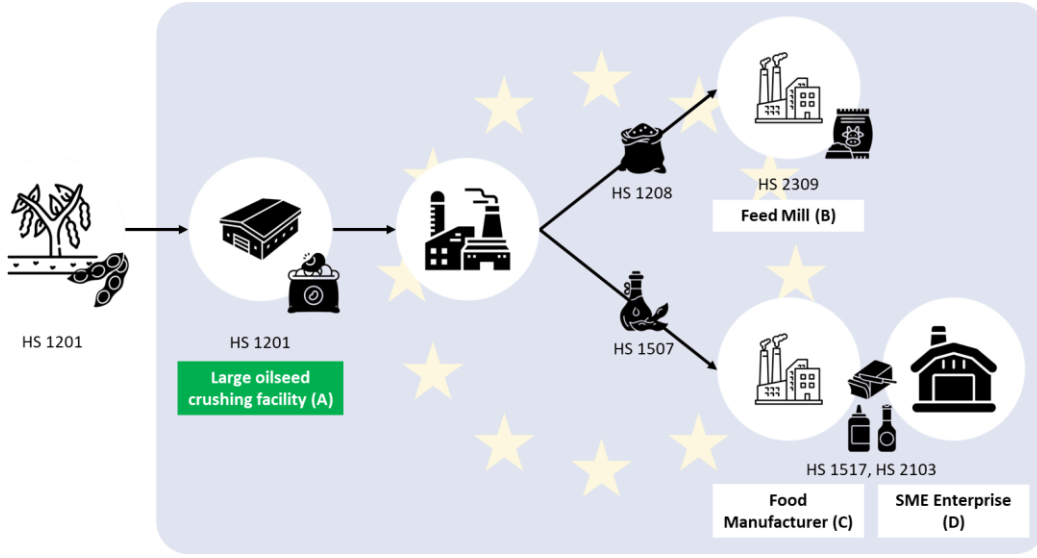 HS 1201
HS 1201
Large oilseed
crushing facility (A)
HS 1208
HS 2309
Feed Mill (B)
HS 1507
HS 1517, HS 2103
Food
Manufacturer (C)
SME Enterprise
(D)